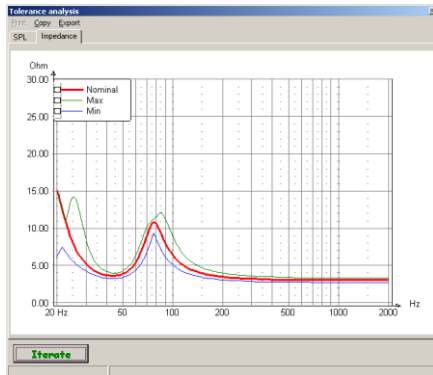 Tolerance analysis
Print Copy Export
SPL Impedance
Ohm
30.00
Nominal
Max
Min
25.00
20.00
15.00
10.00
5.00
0.00
20 Hz 50 100 200 500 1000 2000 Hz
Iterate